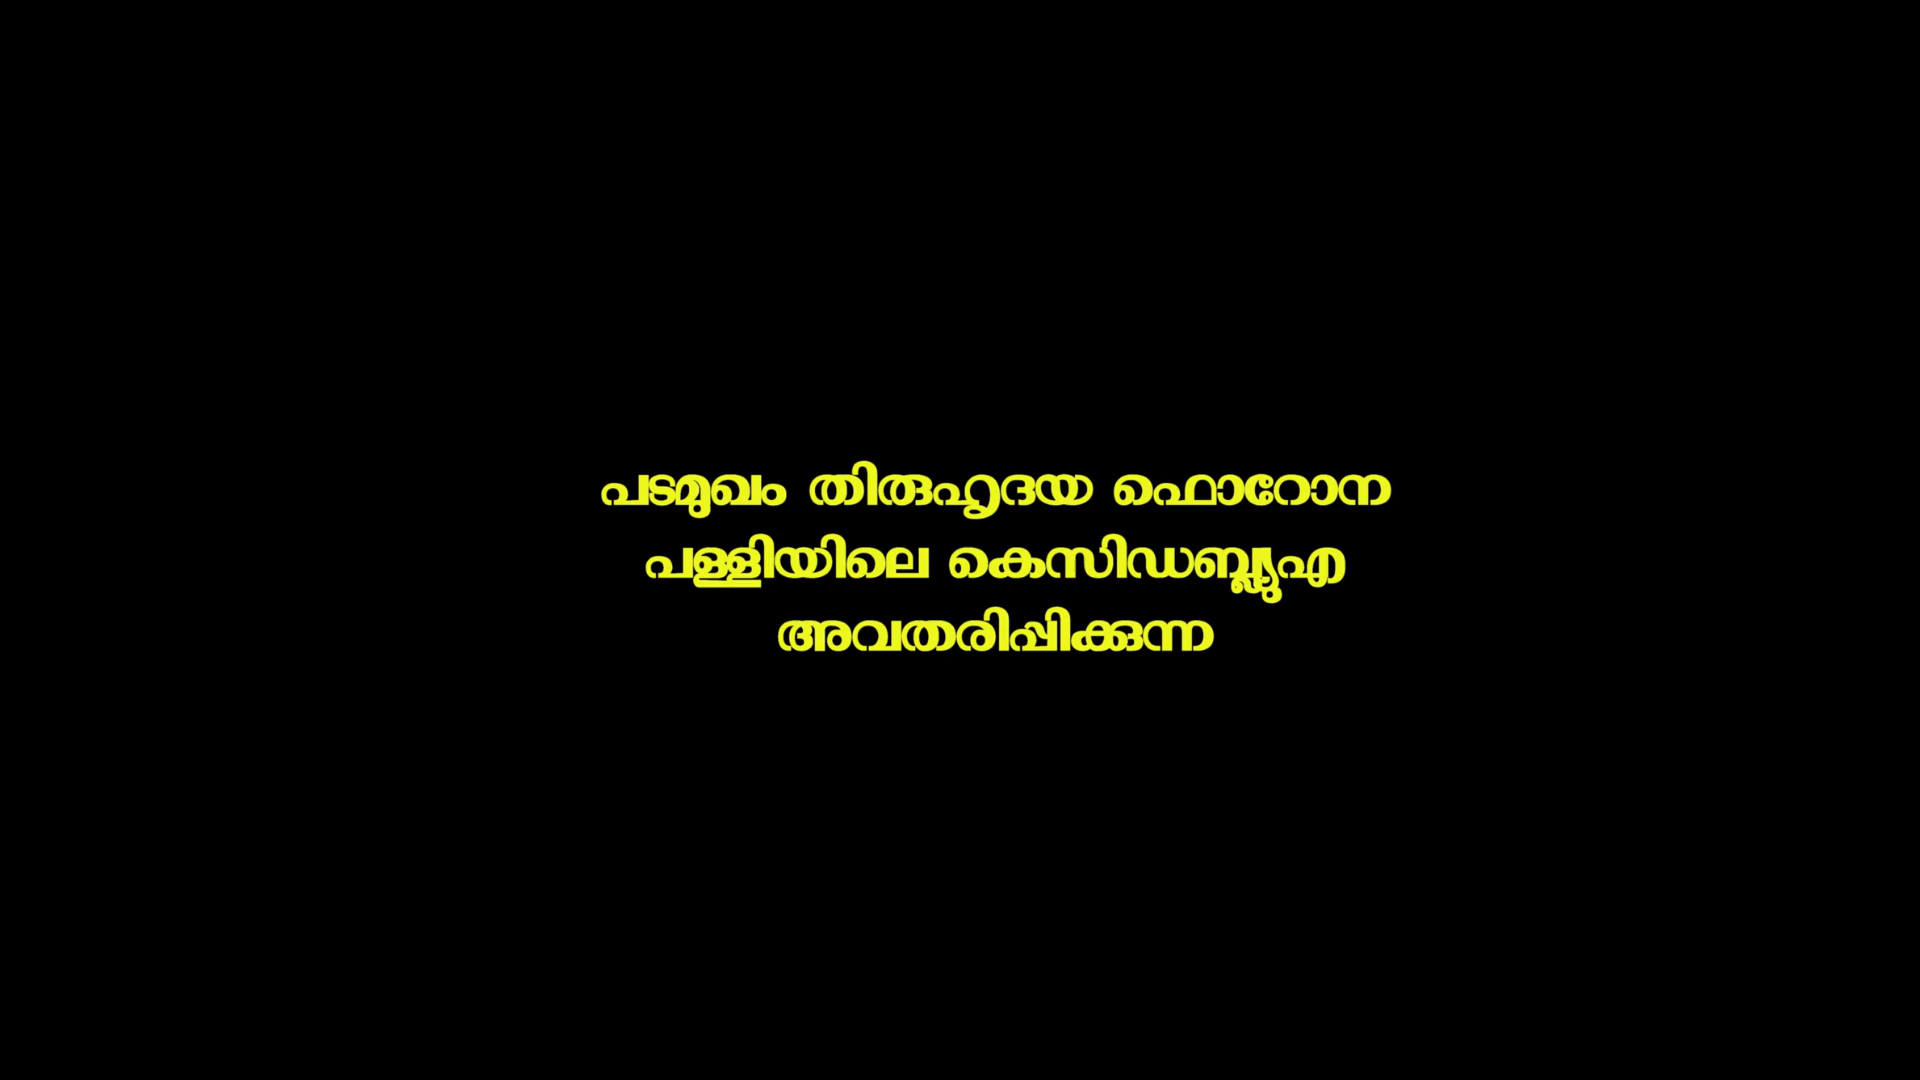 പടമുഖം തിരുഹൃദയ ഫൊറോന
പള്ളിയിലെ കെസിഡബ്ല്യുഎ
അവതരിപ്പിക്കുന്ന